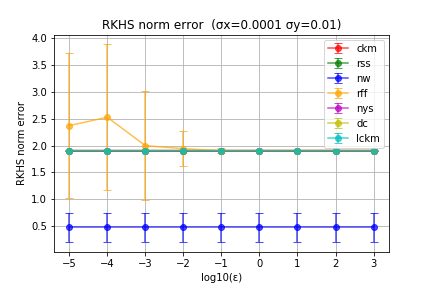 RKHS norm error (σx=0.0001 σy=0.01)
RKHS norm error
4.0
3.5
3.0
2.5
2.0
1.5
1.0
0.5
ckm
rss
nw
rff
nys
dc
lckm
−5 −4 −3 −2 −1 0 1 2 3
log10(ε)